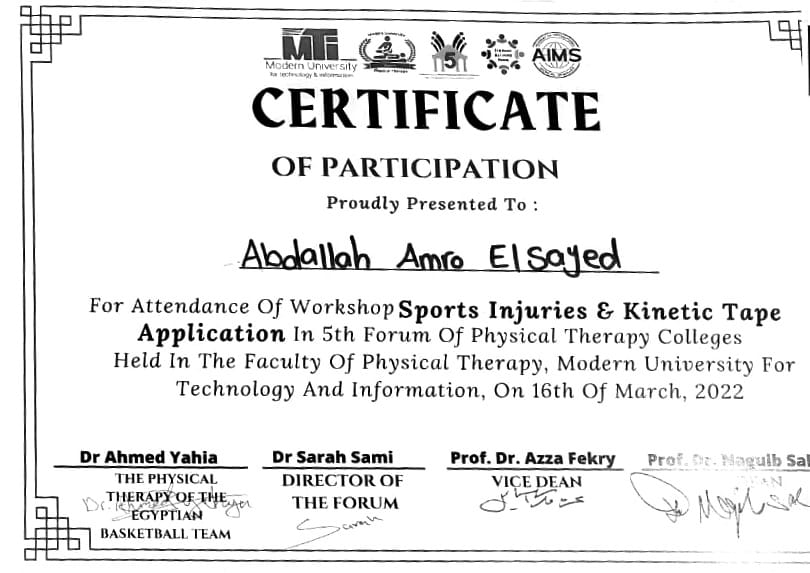 MTi
Modern University
for technology & information
5
AIMS
CERTIFICATE
OF PARTICIPATION
Proudly Presented To :
Abdallah Amro Elsayed
For Attendance Of Workshop Sports Injuries & Kinetic Tape
Application In 5th Forum Of Physical Therapy Colleges
Held In The Faculty Of Physical Therapy, Modern University For
Technology And Information, On 16th Of March, 2022
Dr Ahmed Yahia
THE PHYSICAL
THERAPY OF THE
EGYPTIAN
BASKETBALL TEAM
Dr Sarah Sami
DIRECTOR OF
THE FORUM
Sarah
Prof. Dr. Azza Fekry
VICE DEAN
Prof. Dr. Naguib Sal